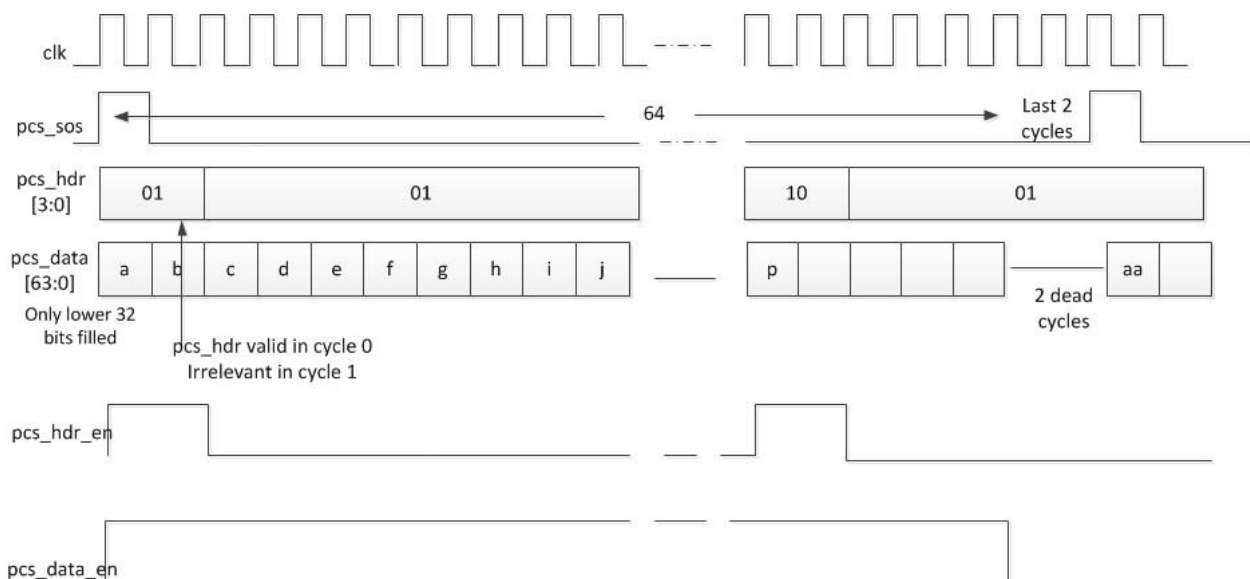 clk
pcs_sos
64
Last 2
cycles
pcs_hdr
[3:0]
01
01
10
01
pcs_data
[63:0]
a
b
c
d
e
f
g
h
i
j
p
aa
Only lower 32
bits filled
2 dead
cycles
pcs_hdr valid in cycle 0
Irrelevant in cycle 1
pcs_hdr_en
pcs_data_en